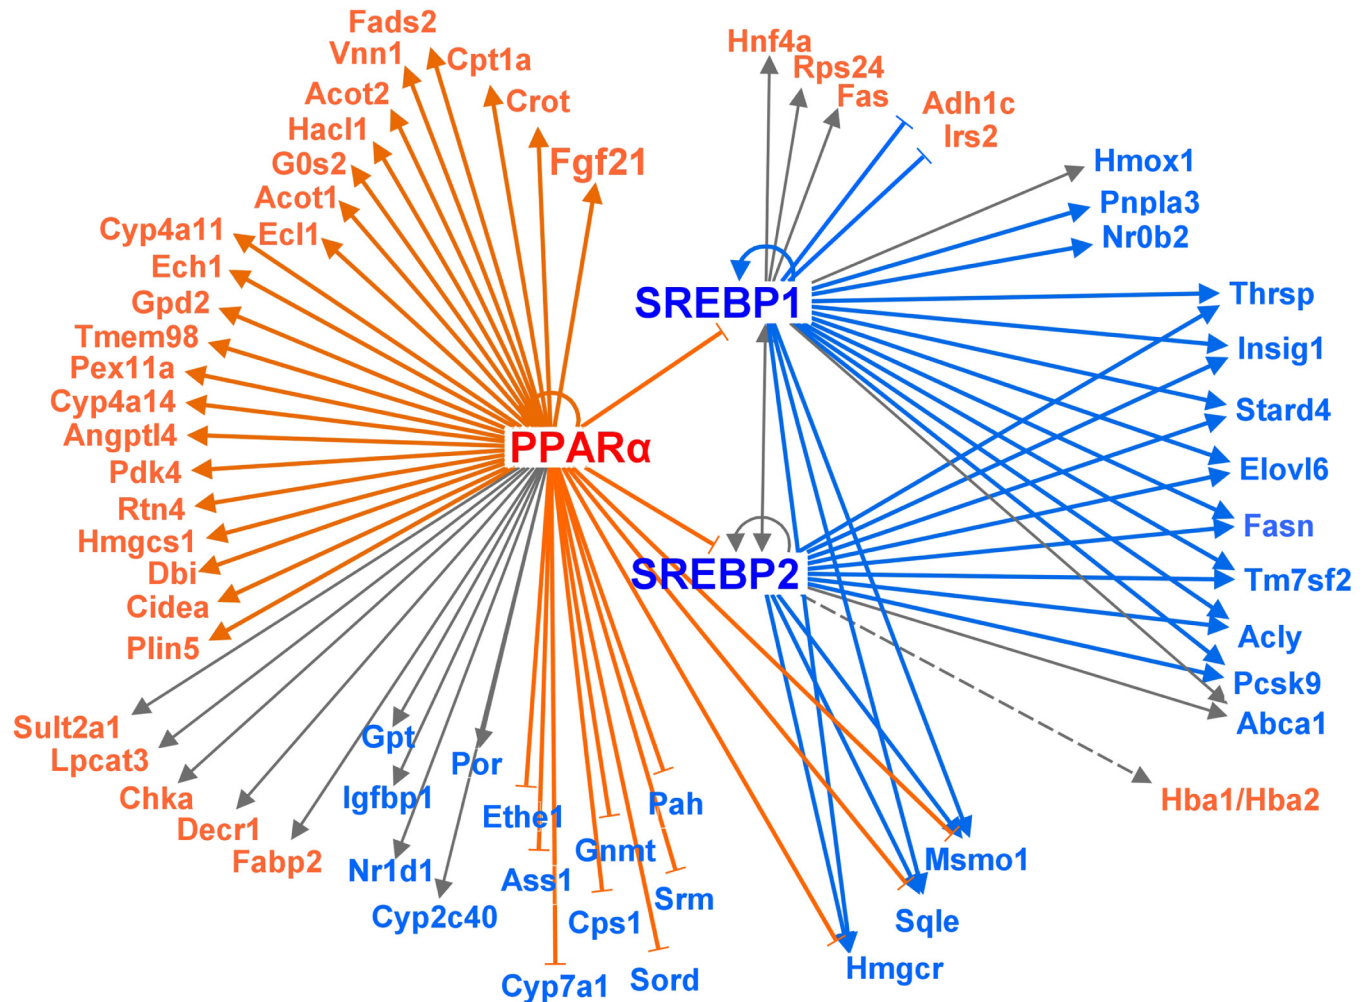 Fads2
Vnn1
Cpt1a
Acot2
Crot
Hacl1
G0s2
Fgf21
Acot1
Cyp4a11
Ecl1
Ech1
Gpd2
Tmem98
Pex11a
Cyp4a14
Angptl4
Pdk4
Rtn4
Hmgcs1
Dbi
Cidea
Plin5
Sult2a1
Lpcat3
Chka
Decr1
Fabp2
PPARα
Gpt
Igfbp1
Nr1d1
Cyp2c40
Por
Ethe1
Ass1
Cyp7a1
Cps1
Gnmt
Sord
Srm
Pah
Hnf4a
Rps24
Fas
Adh1c
Irs2
SREBP1
SREBP2
Hmox1
Pnpla3
Nr0b2
Thrsp
Insig1
Stard4
Elovl6
Fasn
Tm7sf2
Acly
Pcsk9
Abca1
Hba1/Hba2
Msmo1
Sqle
Hmgcr